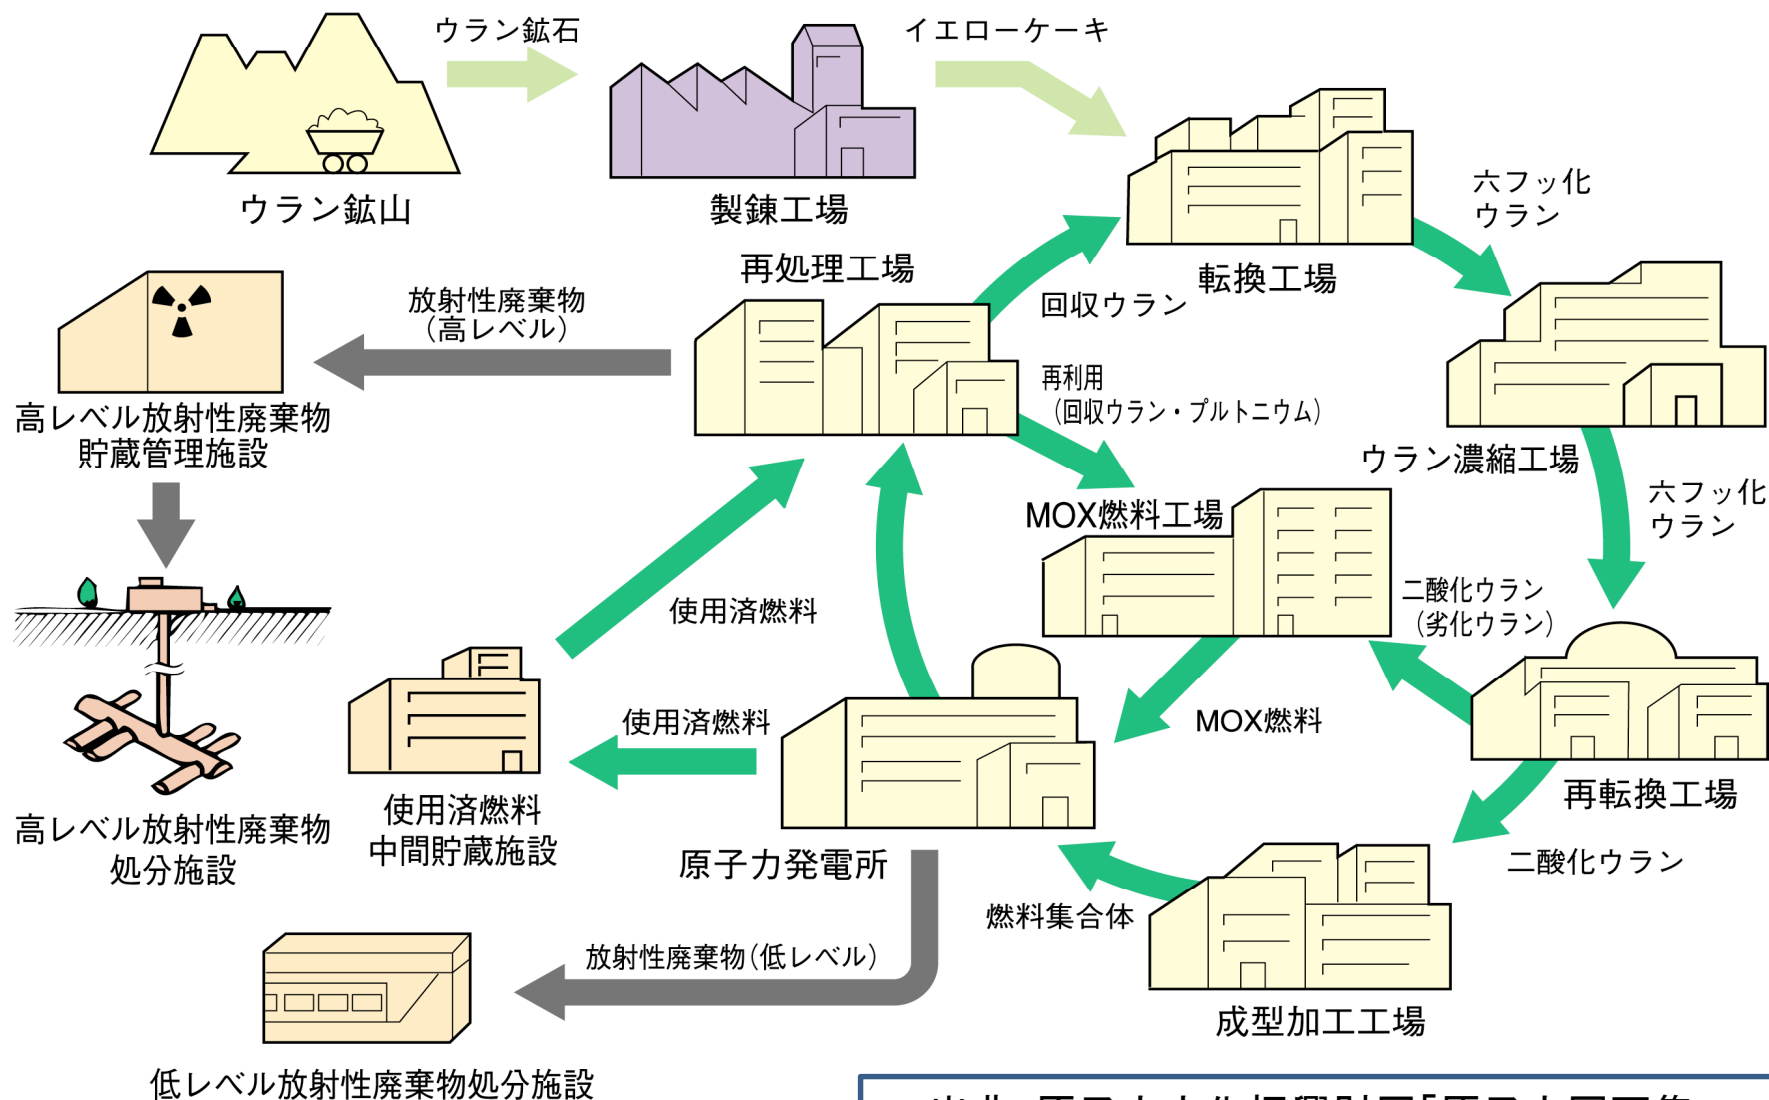 ウラン鉱石
イエローケーキ
ウラン鉱山
製錬工場
六フッ化
ウラン
再処理工場
転換工場
放射性廃棄物
（高レベル）
回収ウラン
再利用
（回収ウラン・プルトニウム）
高レベル放射性廃棄物
貯蔵管理施設
ウラン濃縮工場
六フッ化
ウラン
MOX燃料工場
二酸化ウラン
（劣化ウラン）
使用済燃料
使用済燃料
MOX燃料
再転換工場
使用済燃料
中間貯蔵施設
高レベル放射性廃棄物
処分施設
原子力発電所
二酸化ウラン
燃料集合体
放射性廃棄物（低レベル）
成型加工工場
低レベル放射性廃棄物処分施設